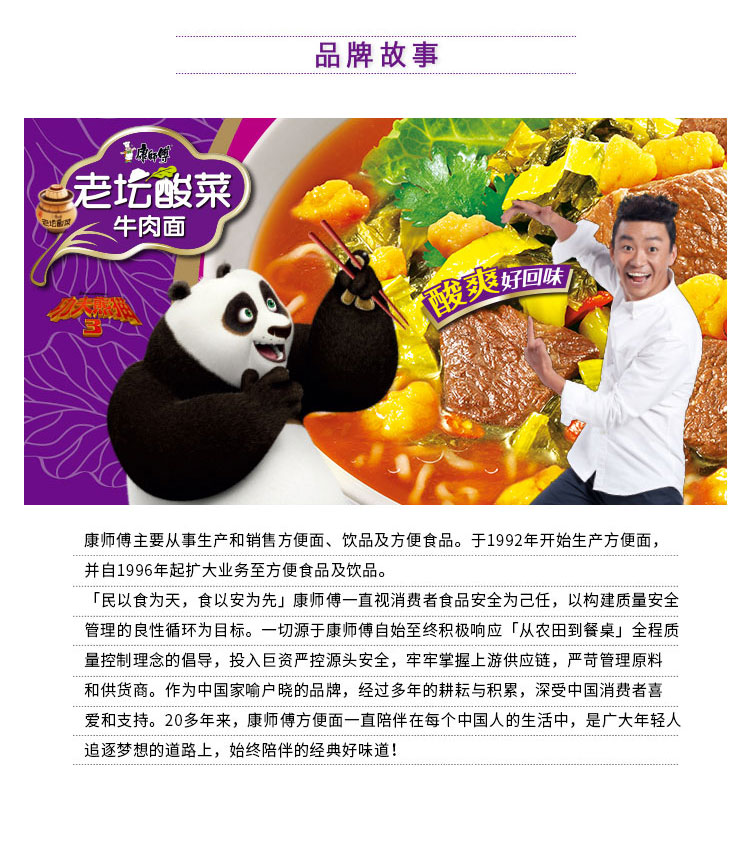 品牌故事
康师傅
老坛酸菜
牛肉面
老坛酸菜
功夫熊猫
3
酸爽好回味
康师傅主要从事生产和销售方便面、饮品及方便食品。于1992年开始生产方便面，
并自1996年起扩大业务至方便食品及饮品。
「民以食为天，食以安为先」康师傅一直视消费者食品安全为己任，以构建质量安全
管理的良性循环为目标。一切源于康师傅自始至终积极响应「从农田到餐桌」全程质
量控制理念的倡导，投入巨资严控源头安全，牢牢掌握上游供应链，严苛管理原料
和供货商。作为中国家喻户晓的品牌，经过多年的耕耘与积累，深受中国消费者喜
爱和支持。20多年来，康师傅方便面一直陪伴在每个中国人的生活中，是广大年轻人
追逐梦想的道路上，始终陪伴的经典好味道！